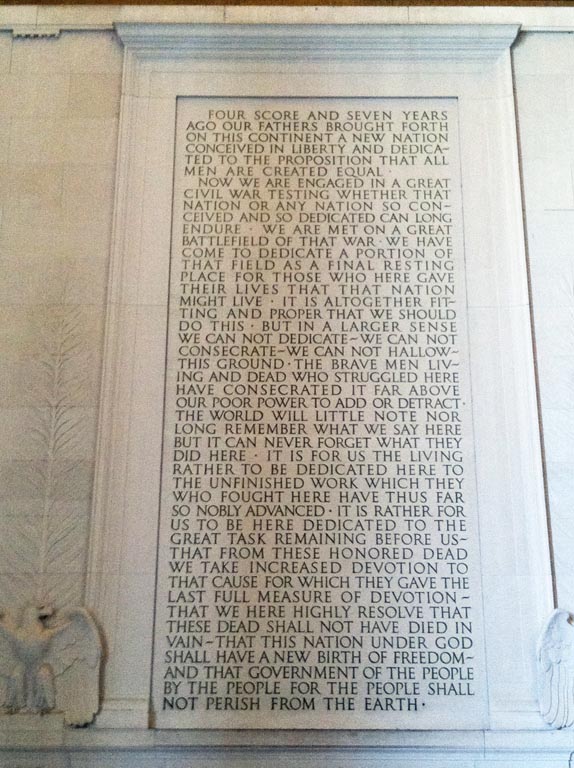 FOUR SCORE AND SEVEN YEARS
AGO OUR FATHERS BROUGHT FORTH
ON THIS CONTINENT A NEW NATION
CONCEIVED IN LIBERTY AND DEDICA~
TED TO THE PROPOSITION THAT ALL
MEN ARE CREATED EQUAL ·
NOW WE ARE ENGAGED IN A GREAT
CIVIL WAR TESTING WHETHER THAT
NATION OR ANY NATION SO CON~
CEIVED AND SO DEDICATED CAN LONG
ENDURE · WE ARE MET ON A GREAT
BATTLEFIELD OF THAT WAR · WE HAVE
COME TO DEDICATE A PORTION OF
THAT FIELD AS A FINAL RESTING
PLACE FOR THOSE WHO HERE GAVE
THEIR LIVES THAT THAT NATION
MIGHT LIVE · IT IS ALTOGETHER FIT~
TING AND PROPER THAT WE SHOULD
DO THIS · BUT IN A LARGER SENSE
WE CAN NOT DEDICATE~WE CAN NOT
CONSECRATE~WE CAN NOT HALLOW~
THIS GROUND · THE BRAVE MEN LIV~
ING AND DEAD WHO STRUGGLED HERE
HAVE CONSECRATED IT FAR ABOVE
OUR POOR POWER TO ADD OR DETRACT ·
THE WORLD WILL LITTLE NOTE NOR
LONG REMEMBER WHAT WE SAY HERE
BUT IT CAN NEVER FORGET WHAT THEY
DID HERE · IT IS FOR US THE LIVING
RATHER TO BE DEDICATED HERE TO
THE UNFINISHED WORK WHICH THEY
WHO FOUGHT HERE HAVE THUS FAR
SO NOBLY ADVANCED · IT IS RATHER FOR
US TO BE HERE DEDICATED TO THE
GREAT TASK REMAINING BEFORE US~
THAT FROM THESE HONORED DEAD
WE TAKE INCREASED DEVOTION TO
THAT CAUSE FOR WHICH THEY GAVE THE
LAST FULL MEASURE OF DEVOTION~
THAT WE HERE HIGHLY RESOLVE THAT
THESE DEAD SHALL NOT HAVE DIED IN
VAIN~THAT THIS NATION UNDER GOD
SHALL HAVE A NEW BIRTH OF FREEDOM~
AND THAT GOVERNMENT OF THE PEOPLE
BY THE PEOPLE FOR THE PEOPLE SHALL
NOT PERISH FROM THE EARTH ·